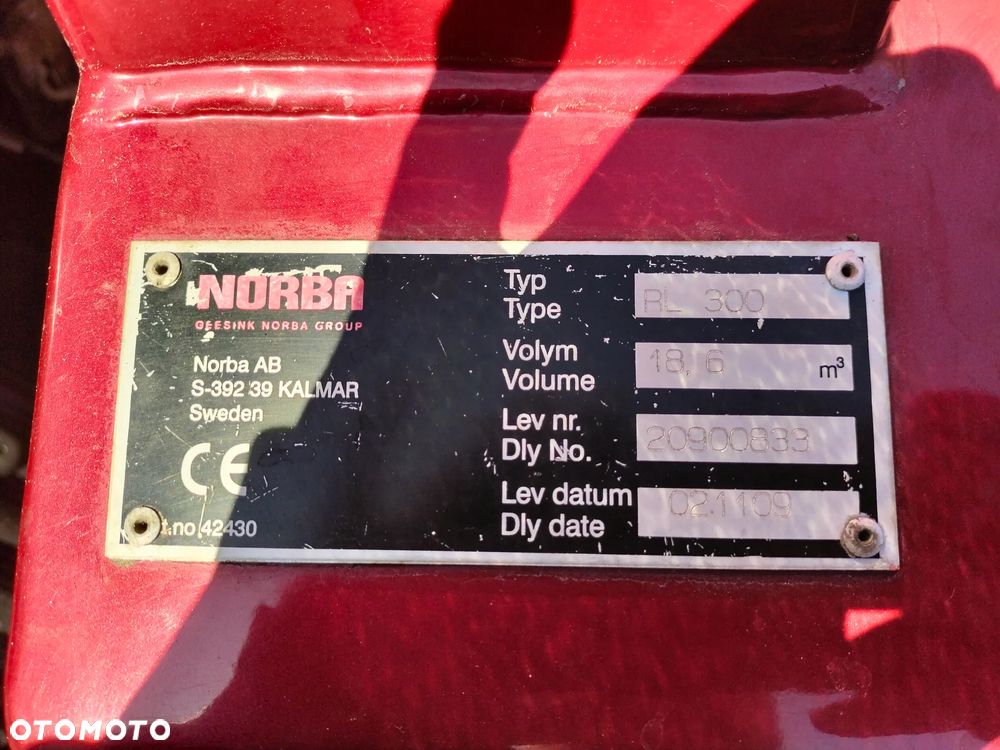 NORBA
GEESINK NORBA GROUP
Norba AB
S-392 39 KALMAR
Sweden
CE
t.no 42430
Typ
Type
RL 300
Volym
Volume
18,6 m³
Lev nr.
Dly No.
20900833
Lev datum
Dly date
021109
OTOMOTO